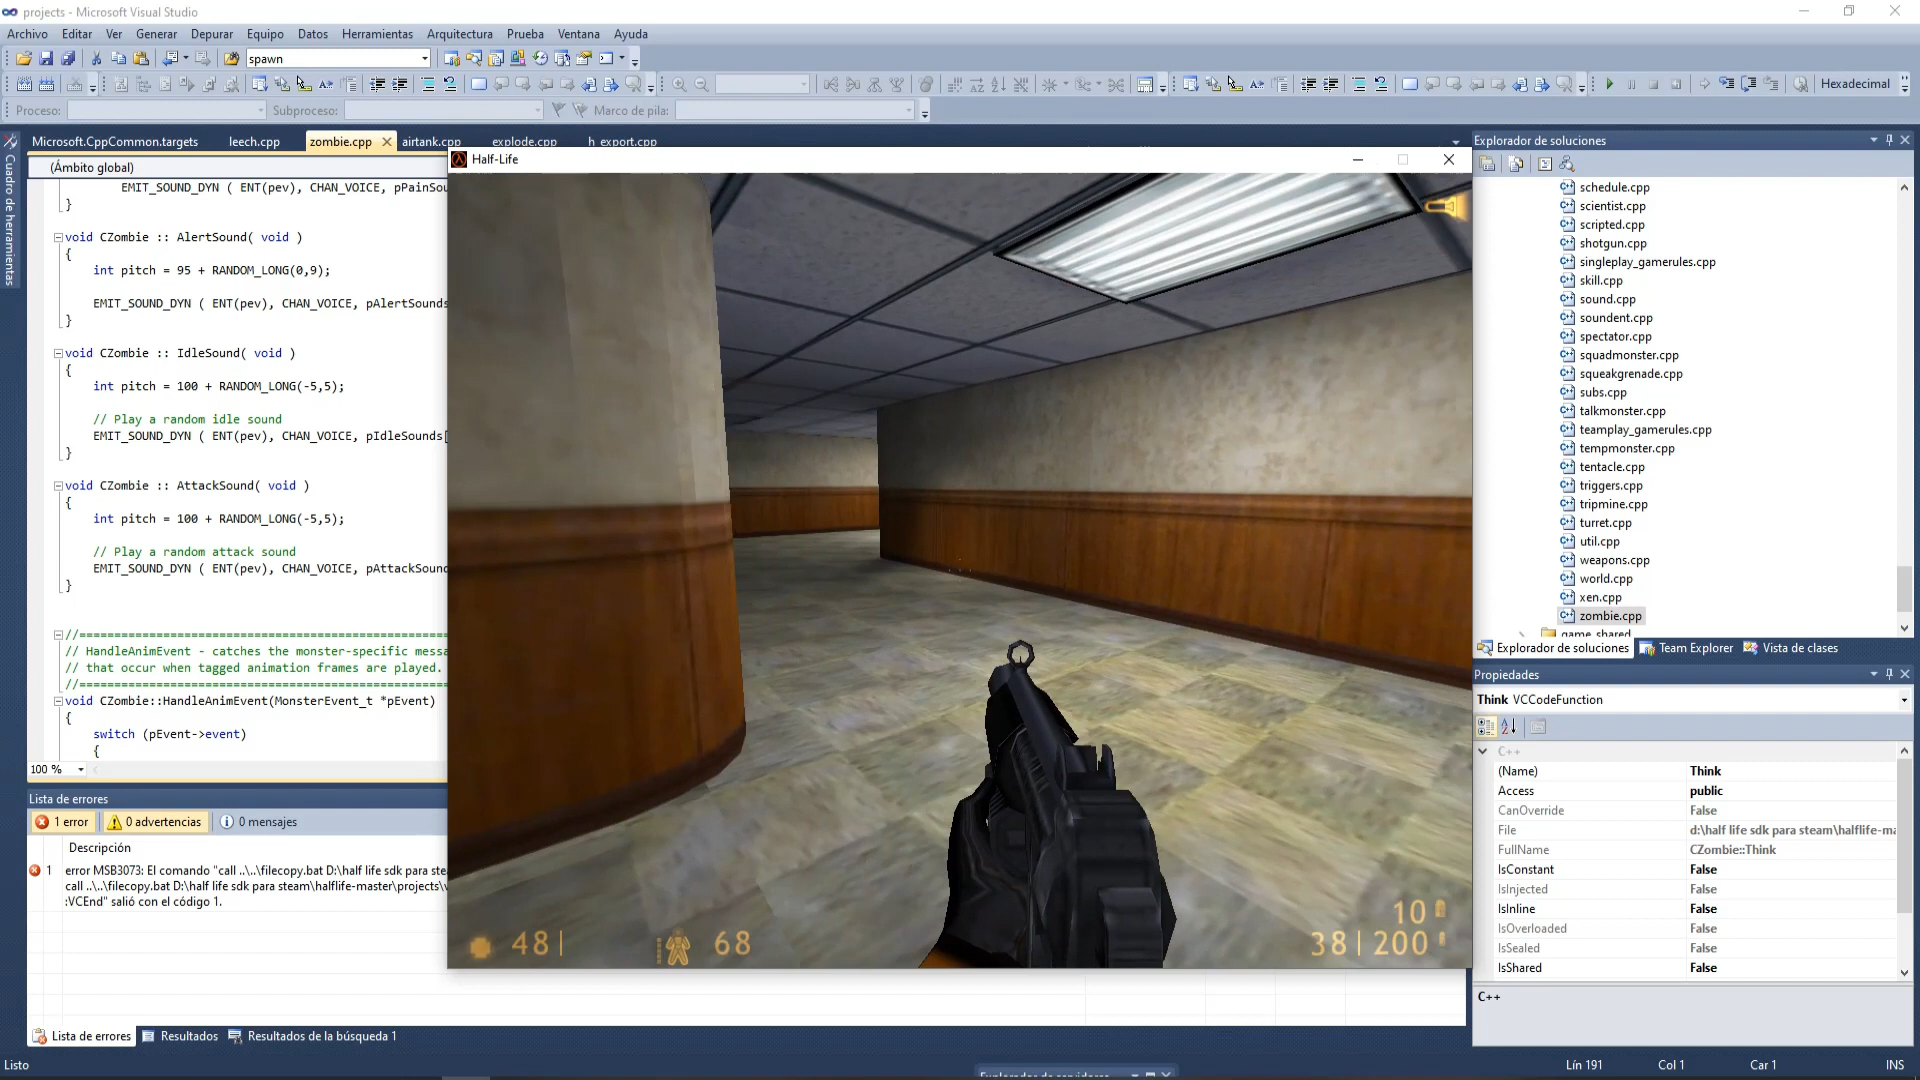 projects - Microsoft Visual Studio
Archivo Editar Ver Generar Depurar Equipo Datos Herramientas Arquitectura Prueba Ventana Ayuda
spawn
Hexadecimal
Proceso: Subproceso: Marco de pila:
Microsoft.CppCommon.targets leech.cpp zombie.cpp airtank.cpp explode.cpp h_export.cpp
Cuadro de herramientas
(Ámbito global)
EMIT_SOUND_DYN ( ENT(pev), CHAN_VOICE, pPainSou
}
void CZombie :: AlertSound( void )
{
int pitch = 95 + RANDOM_LONG(0,9);
EMIT_SOUND_DYN ( ENT(pev), CHAN_VOICE, pAlertSounds
}
void CZombie :: IdleSound( void )
{
int pitch = 100 + RANDOM_LONG(-5,5);
// Play a random idle sound
EMIT_SOUND_DYN ( ENT(pev), CHAN_VOICE, pIdleSounds[
}
void CZombie :: AttackSound( void )
{
int pitch = 100 + RANDOM_LONG(-5,5);
// Play a random attack sound
EMIT_SOUND_DYN ( ENT(pev), CHAN_VOICE, pAttackSound
}
//=======================================================
// HandleAnimEvent - catches the monster-specific messa
// that occur when tagged animation frames are played.
//=======================================================
void CZombie::HandleAnimEvent(MonsterEvent_t *pEvent)
{
switch (pEvent->event)
{
100 %
Half-Life
48
68
10
38 | 200
Lista de errores
1 error 0 advertencias 0 mensajes
Descripción
1 error MSB3073: El comando "call ..\..\filecopy.bat D:\half life sdk para stea
call ..\..\filecopy.bat D:\half life sdk para steam\halflife-master\projects\v
:VCEnd" salió con el código 1.
Lista de errores Resultados Resultados de la búsqueda 1
Explorador de soluciones
schedule.cpp
scientist.cpp
scripted.cpp
shotgun.cpp
singleplay_gamerules.cpp
skill.cpp
sound.cpp
soundent.cpp
spectator.cpp
squadmonster.cpp
squeakgrenade.cpp
subs.cpp
talkmonster.cpp
teamplay_gamerules.cpp
tempmonster.cpp
tentacle.cpp
triggers.cpp
tripmine.cpp
turret.cpp
util.cpp
weapons.cpp
world.cpp
xen.cpp
zombie.cpp
game_shared
Explorador de soluciones Team Explorer Vista de clases
Propiedades
Think VCCodeFunction
C++
(Name) Think
Access public
CanOverride False
File d:\half life sdk para steam\halflife-ma
FullName CZombie::Think
IsConstant False
IsInjected False
IsInline False
IsOverloaded False
IsSealed False
IsShared False
C++
Explorador de servidores
Listo Lín 191 Col 1 Car 1 INS